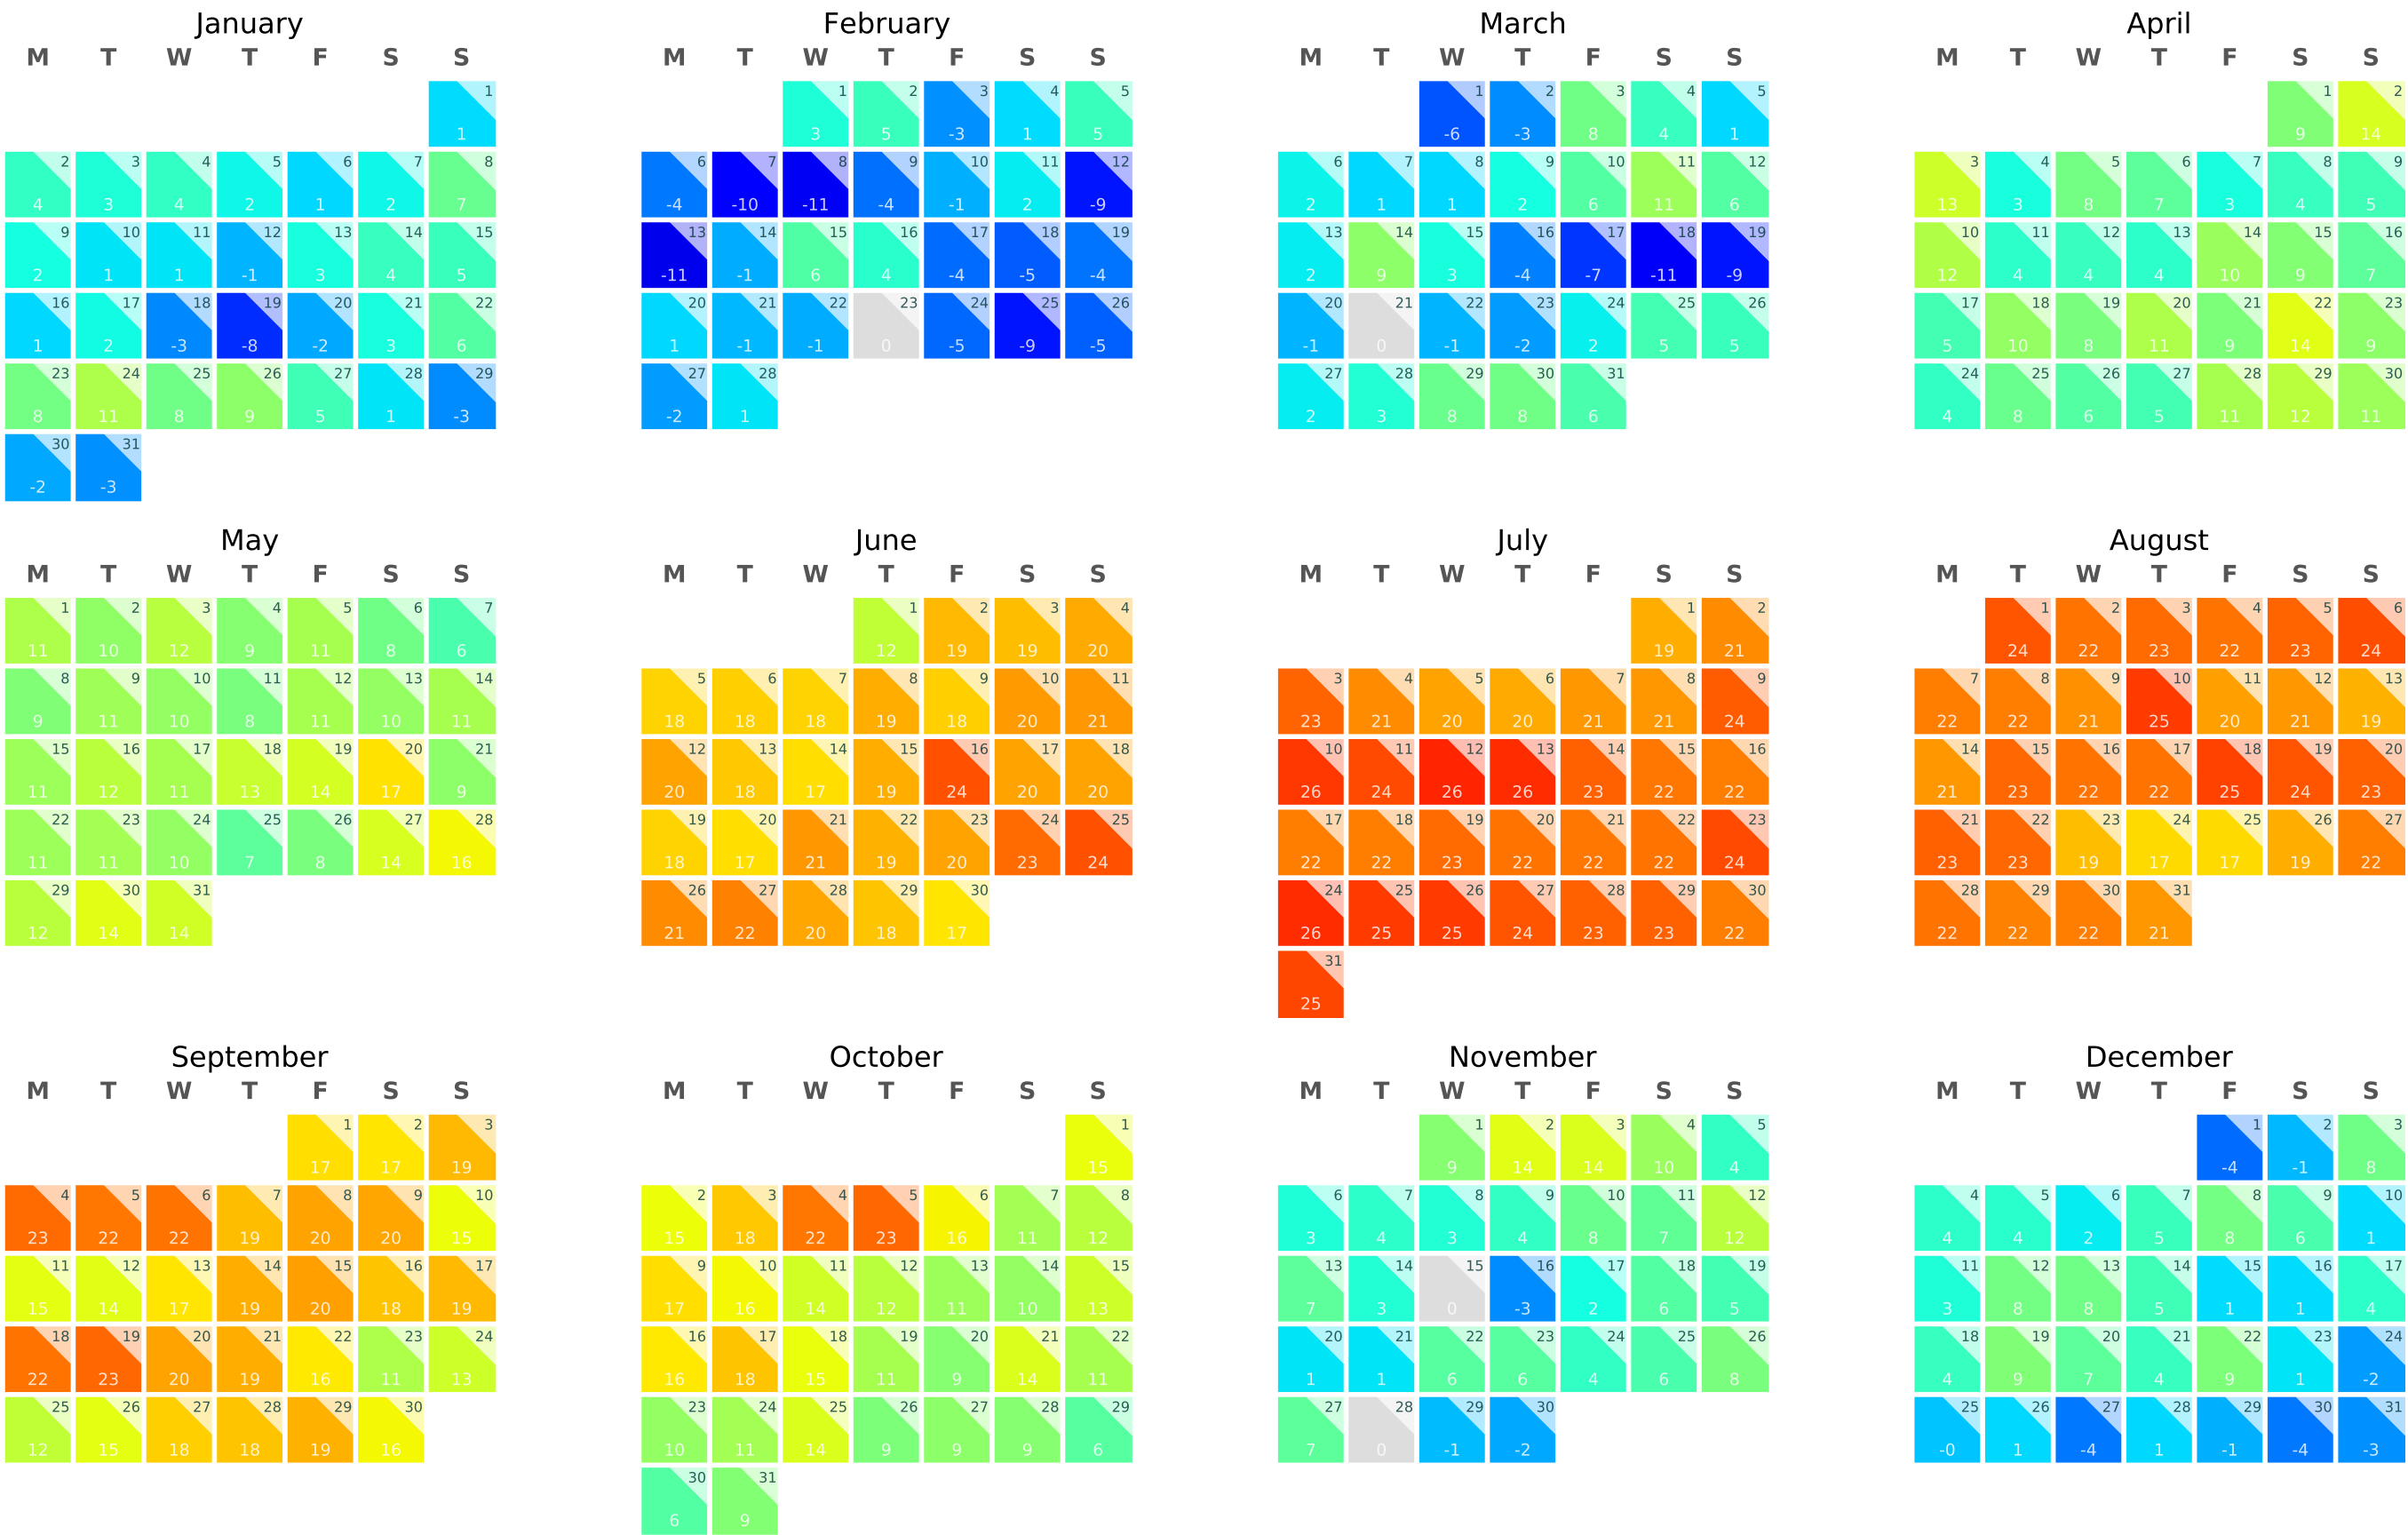 January February March April
M T W T F S S M T W T F S S M T W T F S S M T W T F S S
1 1 2 3 4 5 1 2 3 4 5 1 2
1 3 5 -3 1 5 -6 -3 8 4 1 9 14
2 3 4 5 6 7 8 6 7 8 9 10 11 12 6 7 8 9 10 11 12 3 4 5 6 7 8 9
4 3 4 2 1 2 7 -4 -10 -11 -4 -1 2 -9 2 1 1 2 6 11 6 13 3 8 7 3 4 5
9 10 11 12 13 14 15 13 14 15 16 17 18 19 13 14 15 16 17 18 19 10 11 12 13 14 15 16
2 1 1 -1 3 4 5 -11 -1 6 4 -4 -5 -4 2 9 3 -4 -7 -11 -9 12 4 4 4 10 9 7
16 17 18 19 20 21 22 20 21 22 23 24 25 26 20 21 22 23 24 25 26 17 18 19 20 21 22 23
1 2 -3 -8 -2 3 6 1 -1 -1 0 -5 -9 -5 -1 0 -1 -2 2 5 5 5 10 8 11 9 14 9
23 24 25 26 27 28 29 27 28 27 28 29 30 31 24 25 26 27 28 29 30
8 11 8 9 5 1 -3 -2 1 2 3 8 8 6 4 8 6 5 11 12 11
30 31
-2 -3
May June July August
M T W T F S S M T W T F S S M T W T F S S M T W T F S S
1 2 3 4 5 6 7 1 2 3 4 1 2 1 2 3 4 5 6
11 10 12 9 11 8 6 12 19 19 20 19 21 24 22 23 22 23 24
8 9 10 11 12 13 14 5 6 7 8 9 10 11 3 4 5 6 7 8 9 7 8 9 10 11 12 13
9 11 10 8 11 10 11 18 18 18 19 18 20 21 23 21 20 20 21 21 24 22 22 21 25 20 21 19
15 16 17 18 19 20 21 12 13 14 15 16 17 18 10 11 12 13 14 15 16 14 15 16 17 18 19 20
11 12 11 13 14 17 9 20 18 17 19 24 20 20 26 24 26 26 23 22 22 21 23 22 22 25 24 23
22 23 24 25 26 27 28 19 20 21 22 23 24 25 17 18 19 20 21 22 23 21 22 23 24 25 26 27
11 11 10 7 8 14 16 18 17 21 19 20 23 24 22 22 23 22 22 22 24 23 23 19 17 17 19 22
29 30 31 26 27 28 29 30 24 25 26 27 28 29 30 28 29 30 31
12 14 14 21 22 20 18 17 26 25 25 24 23 23 22 22 22 22 21
31
25
September October November December
M T W T F S S M T W T F S S M T W T F S S M T W T F S S
1 2 3 1 1 2 3 4 5 1 2 3
17 17 19 15 9 14 14 10 4 -4 -1 8
4 5 6 7 8 9 10 2 3 4 5 6 7 8 6 7 8 9 10 11 12 4 5 6 7 8 9 10
23 22 22 19 20 20 15 15 18 22 23 16 11 12 3 4 3 4 8 7 12 4 4 2 5 8 6 1
11 12 13 14 15 16 17 9 10 11 12 13 14 15 13 14 15 16 17 18 19 11 12 13 14 15 16 17
15 14 17 19 20 18 19 17 16 14 12 11 10 13 7 3 0 -3 2 6 5 3 8 8 5 1 1 4
18 19 20 21 22 23 24 16 17 18 19 20 21 22 20 21 22 23 24 25 26 18 19 20 21 22 23 24
22 23 20 19 16 11 13 16 18 15 11 9 14 11 1 1 6 6 4 6 8 4 9 7 4 9 1 -2
25 26 27 28 29 30 23 24 25 26 27 28 29 27 28 29 30 25 26 27 28 29 30 31
12 15 18 18 19 16 10 11 14 9 9 9 6 7 0 -1 -2 -0 1 -4 1 -1 -4 -3
30 31
6 9